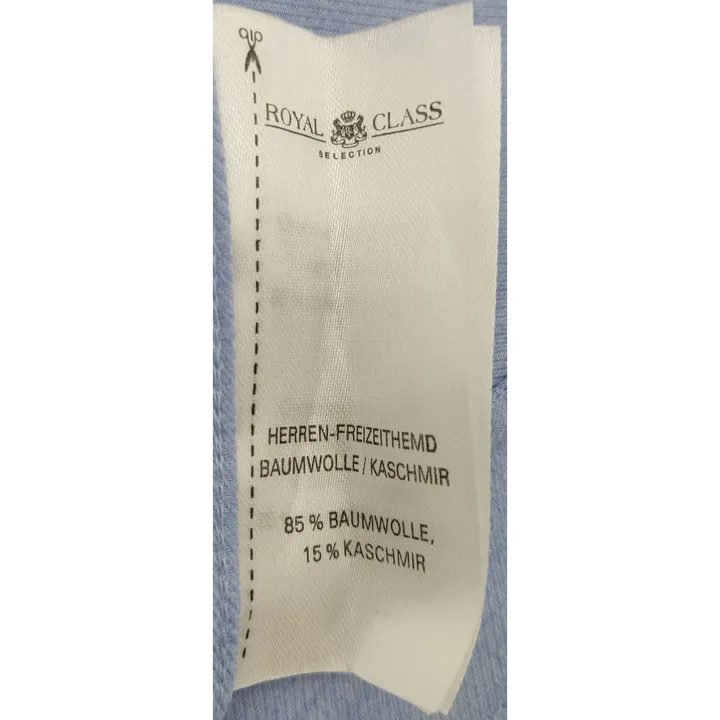 ROYAL CLASS
SELECTION
HERREN-FREIZEITHEMD
BAUMWOLLE/KASCHMIR
85 % BAUMWOLLE,
15 % KASCHMIR